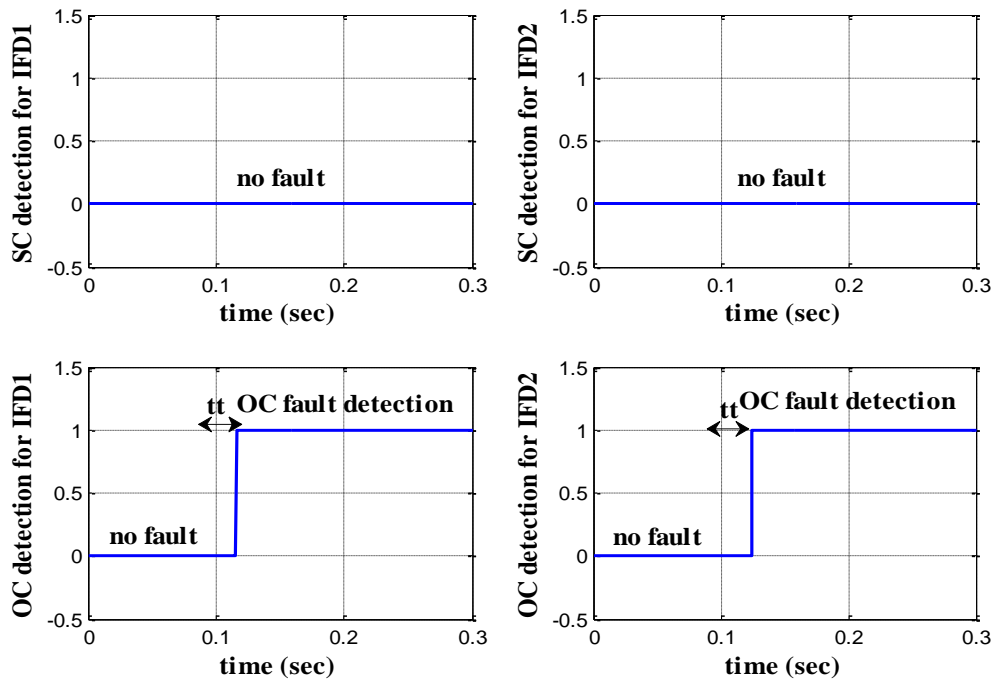 SC detection for IFD1
1.5
1
0.5
0
-0.5
no fault
0
0.1
0.2
0.3
time (sec)
SC detection for IFD2
1.5
1
0.5
0
-0.5
no fault
0
0.1
0.2
0.3
time (sec)
OC detection for IFD1
1.5
1
0.5
0
-0.5
tt OC fault detection
no fault
0
0.1
0.2
0.3
time (sec)
OC detection for IFD2
1.5
1
0.5
0
-0.5
tt OC fault detection
no fault
0
0.1
0.2
0.3
time (sec)